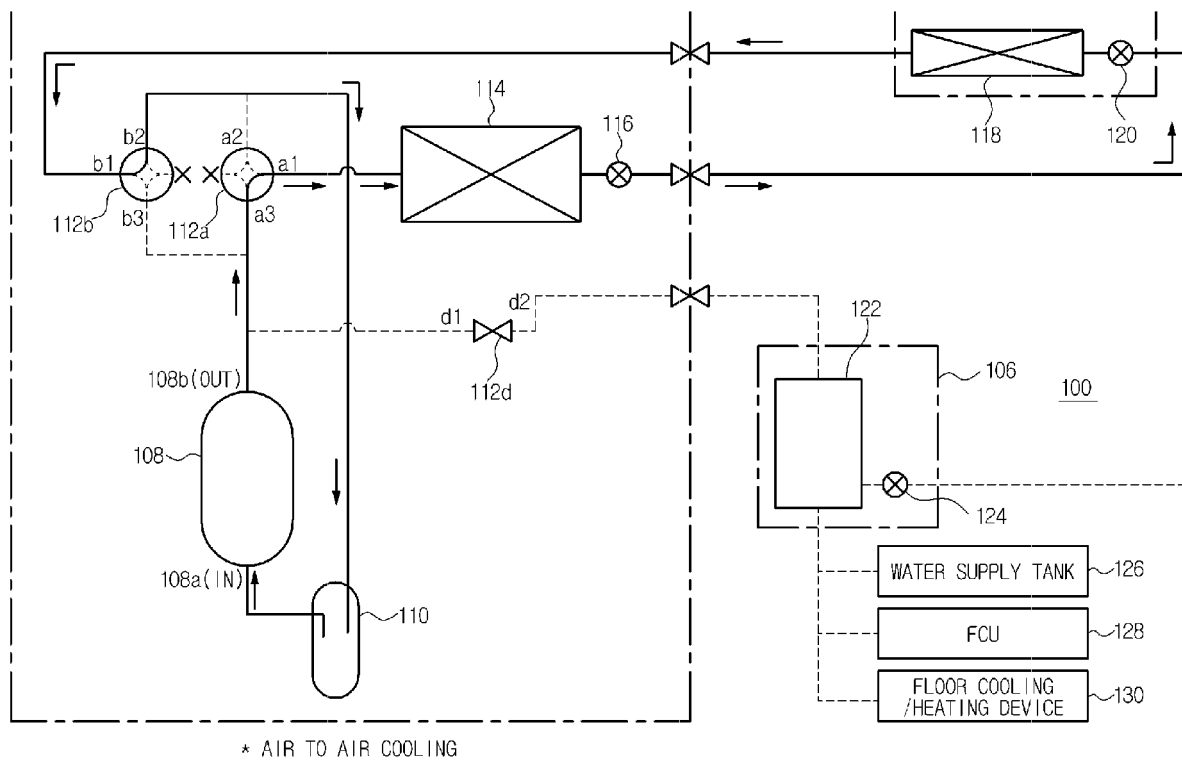 114
116
118
120
b2
a2
b1
a1
b3
a3
112b
112a
d1
d2
112d
122
106
100
108b(OUT)
108
108a(IN)
110
124
WATER SUPPLY TANK
126
FCU
128
FLOOR COOLING
/HEATING DEVICE
130
* AIR TO AIR COOLING